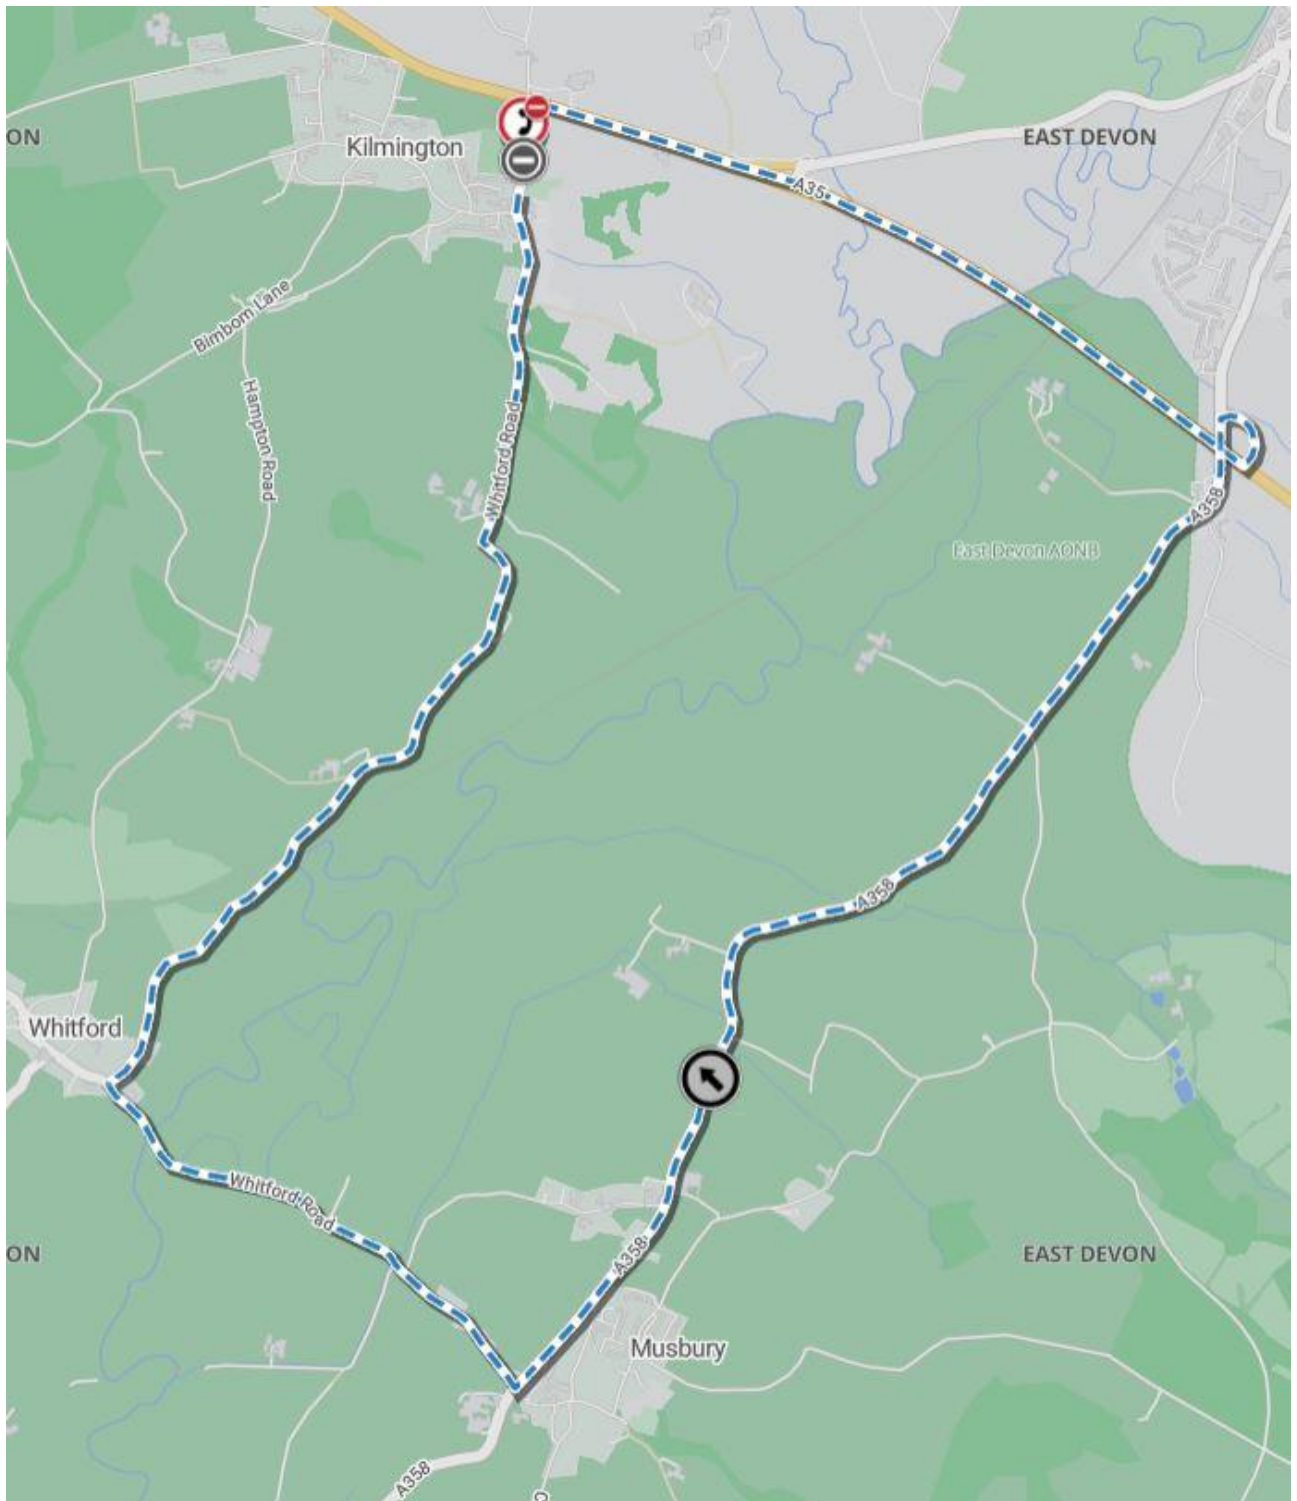 ON
Kilmington
EAST DEVON
A35
Bimbom Lane
Hampton Road
Whitford Road
A358
East Devon AONB
A358
Whitford
Whitford Road
A358
ON
EAST DEVON
Musbury
A358